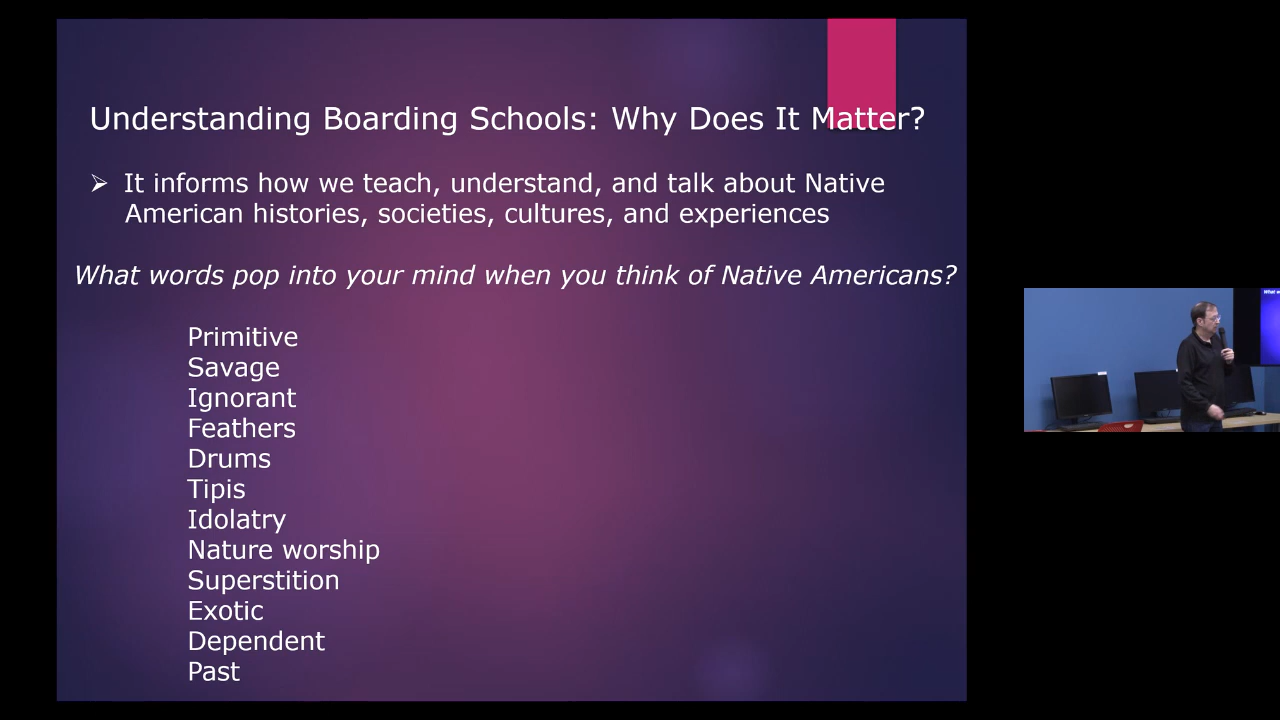 Understanding Boarding Schools: Why Does It Matter?
➢ It informs how we teach, understand, and talk about Native
American histories, societies, cultures, and experiences
What words pop into your mind when you think of Native Americans?
Primitive
Savage
Ignorant
Feathers
Drums
Tipis
Idolatry
Nature worship
Superstition
Exotic
Dependent
Past